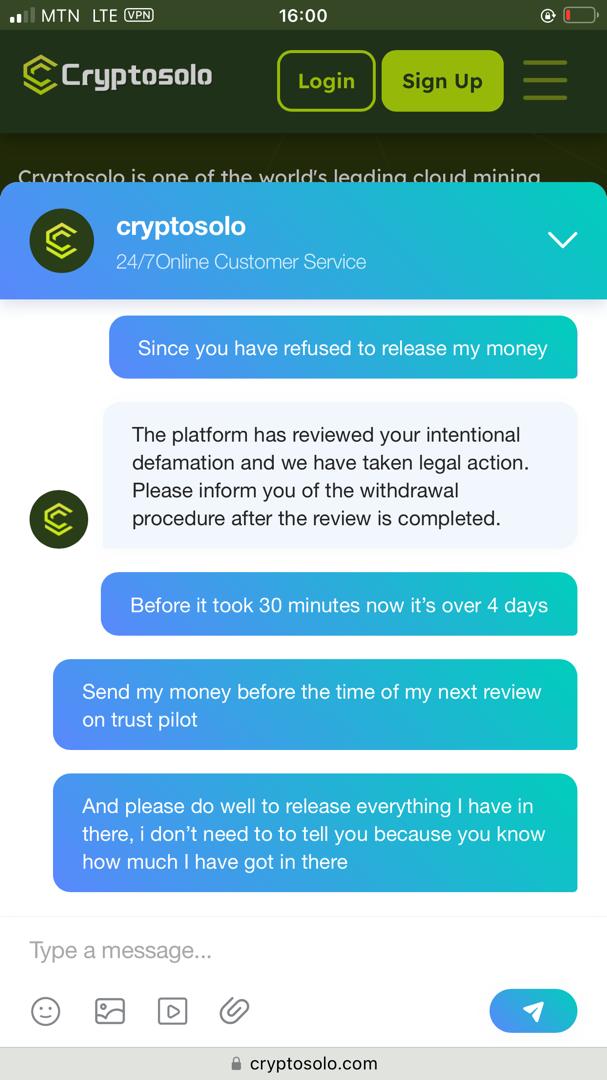 MTN LTE VPN 16:00
Cryptosolo Login Sign Up
Cryptosolo is one of the world's leading cloud mining
cryptosolo
24/7Online Customer Service
Since you have refused to release my money
The platform has reviewed your intentional
defamation and we have taken legal action.
Please inform you of the withdrawal
procedure after the review is completed.
Before it took 30 minutes now it's over 4 days
Send my money before the time of my next review
on trust pilot
And please do well to release everything I have in
there, i don't need to to tell you because you know
how much I have got in there
Type a message...
cryptosolo.com